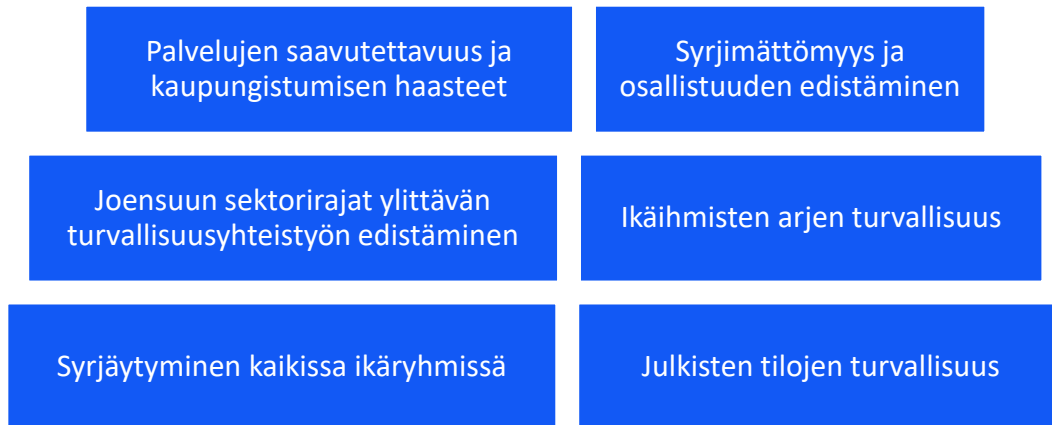 Palvelujen saavutettavuus ja
kaupungistumisen haasteet
Syrjimättömyys ja
osallistuuden edistäminen
Joensuun sektorirajat ylittävän
turvallisuusyhteistyön edistäminen
Ikäihmisten arjen turvallisuus
Syrjäytyminen kaikissa ikäryhmissä
Julkisten tilojen turvallisuus